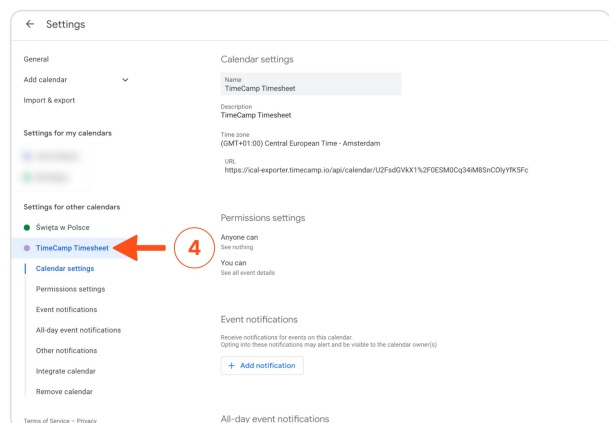 ← Settings
General
Add calendar
Import & export
Settings for my calendars
Settings for other calendars
Święta w Polsce
TimeCamp Timesheet
Calendar settings
Permissions settings
Event notifications
All-day event notifications
Other notifications
Integrate calendar
Remove calendar
Terms of Service – Privacy
4
Calendar settings
Name
TimeCamp Timesheet
Description
TimeCamp Timesheet
Time zone
(GMT+01:00) Central European Time - Amsterdam
URL
https://ical-exporter.timecamp.io/api/calendar/U2FsdGVkX1%2F0ESM0Cq34iM8SnCOlyYfK5Fc
Permissions settings
Anyone can
See nothing
You can
See all event details
Event notifications
Receive notifications for events on this calendar.
Opting into these notifications may alert and be visible to the calendar owner(s)
+ Add notification
All-day event notifications